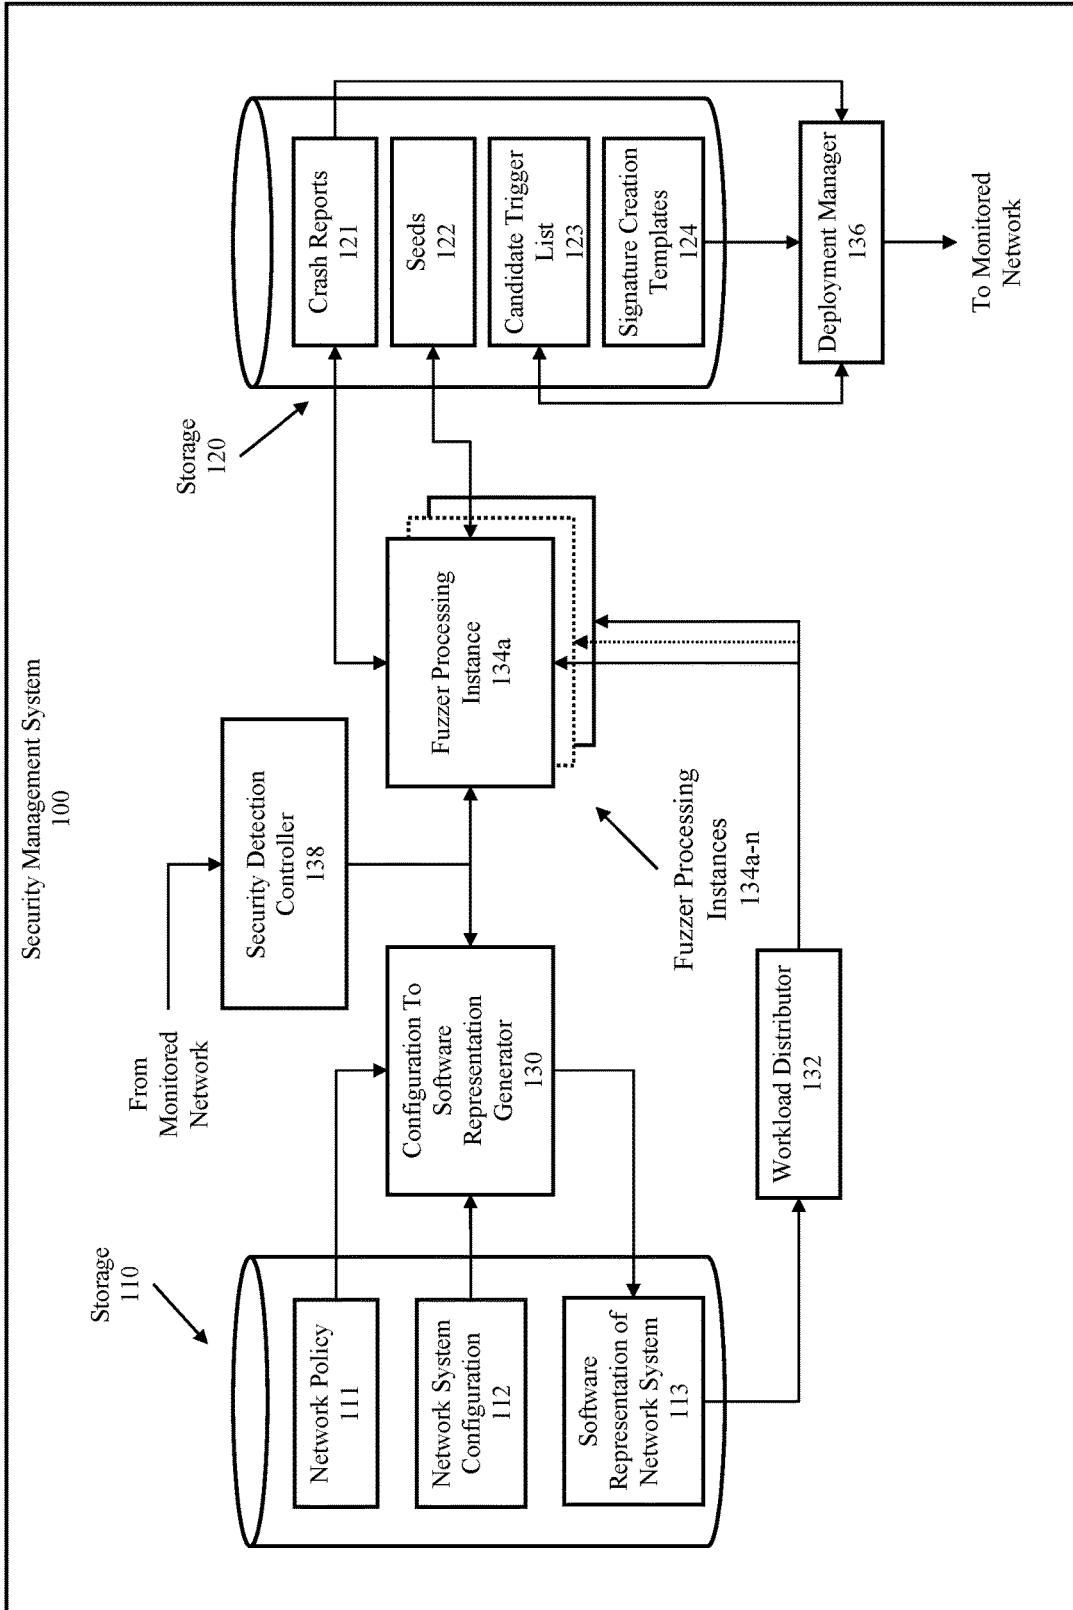 Security Management System
100
Storage
110
Network Policy
111
Network System
Configuration
112
Software
Representation of
Network System
113
From
Monitored
Network
Security Detection
Controller
138
Configuration To
Software
Representation
Generator
130
Workload Distributor
132
Fuzzer Processing
Instance
134a
Fuzzer Processing
Instances
134a-n
Storage
120
Crash Reports
121
Seeds
122
Candidate Trigger
List
123
Signature Creation
Templates
124
Deployment Manager
136
To Monitored
Network